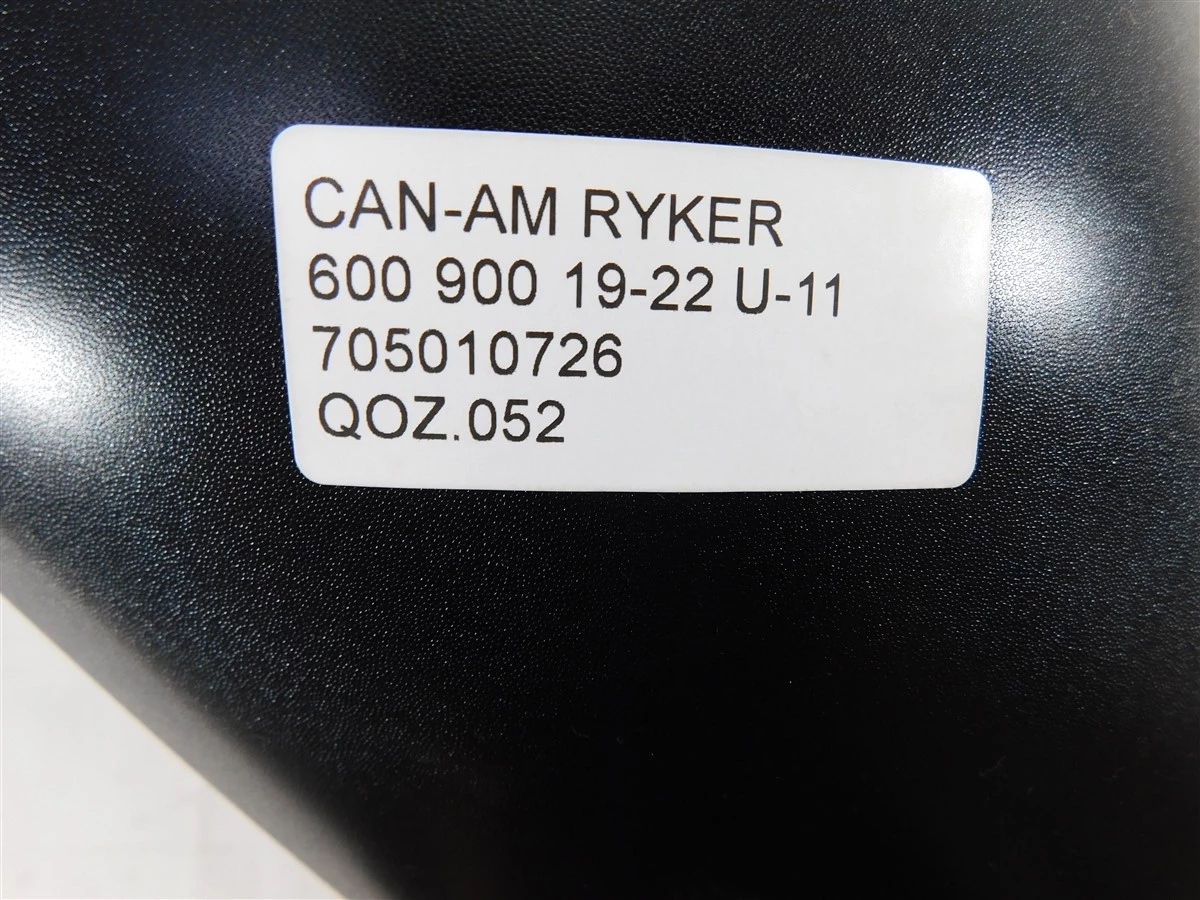 CAN-AM RYKER
600 900 19-22 U-11
705010726
QOZ.052